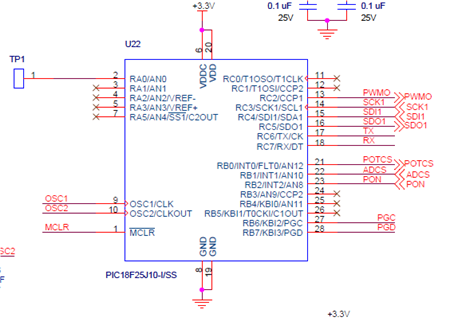 +3.3V
0.1 uF
25V
0.1 uF
25V
TP1
1
U22
6
20
VDDC
VDD
2
RA0/AN0
3
RA1/AN1
4
RA2/AN2/VREF-
5
RA3/AN3/VREF+
7
RA5/AN4/SST/C2OUT
OSC1
9
OSC1/CLK
OSC2
10
OSC2/CLKOUT
MCLR
1
MCLR
RC0/T1OSO/T1CLK
11
RC1/T1OSI/CCP2
12
RC2/CCP1
13
PWMO
PWMO
RC3/SCK1/SCL1
14
SCK1
SCK1
RC4/SDI1/SDA1
15
SDI1
SDI1
RC5/SDO1
16
SDO1
SDO1
RC6/TX/CK
17
TX
RC7/RX/DT
18
RX
RB0/INT0/FLT0/AN12
21
POTCS
POTCS
RB1/INT1/AN10
22
ADCS
ADCS
RB2/INT2/AN8
23
PON
PON
RB3/AN9/CCP2
24
RB4/KBI0/AN11
25
RB5/KBI1/T0CKI/C1OUT
26
RB6/KBI2/PGC
27
PGC
RB7/KBI3/PGD
28
PGD
GND
GND
8
19
PIC18F25J10-I/SS
SC2
F
+3.3V